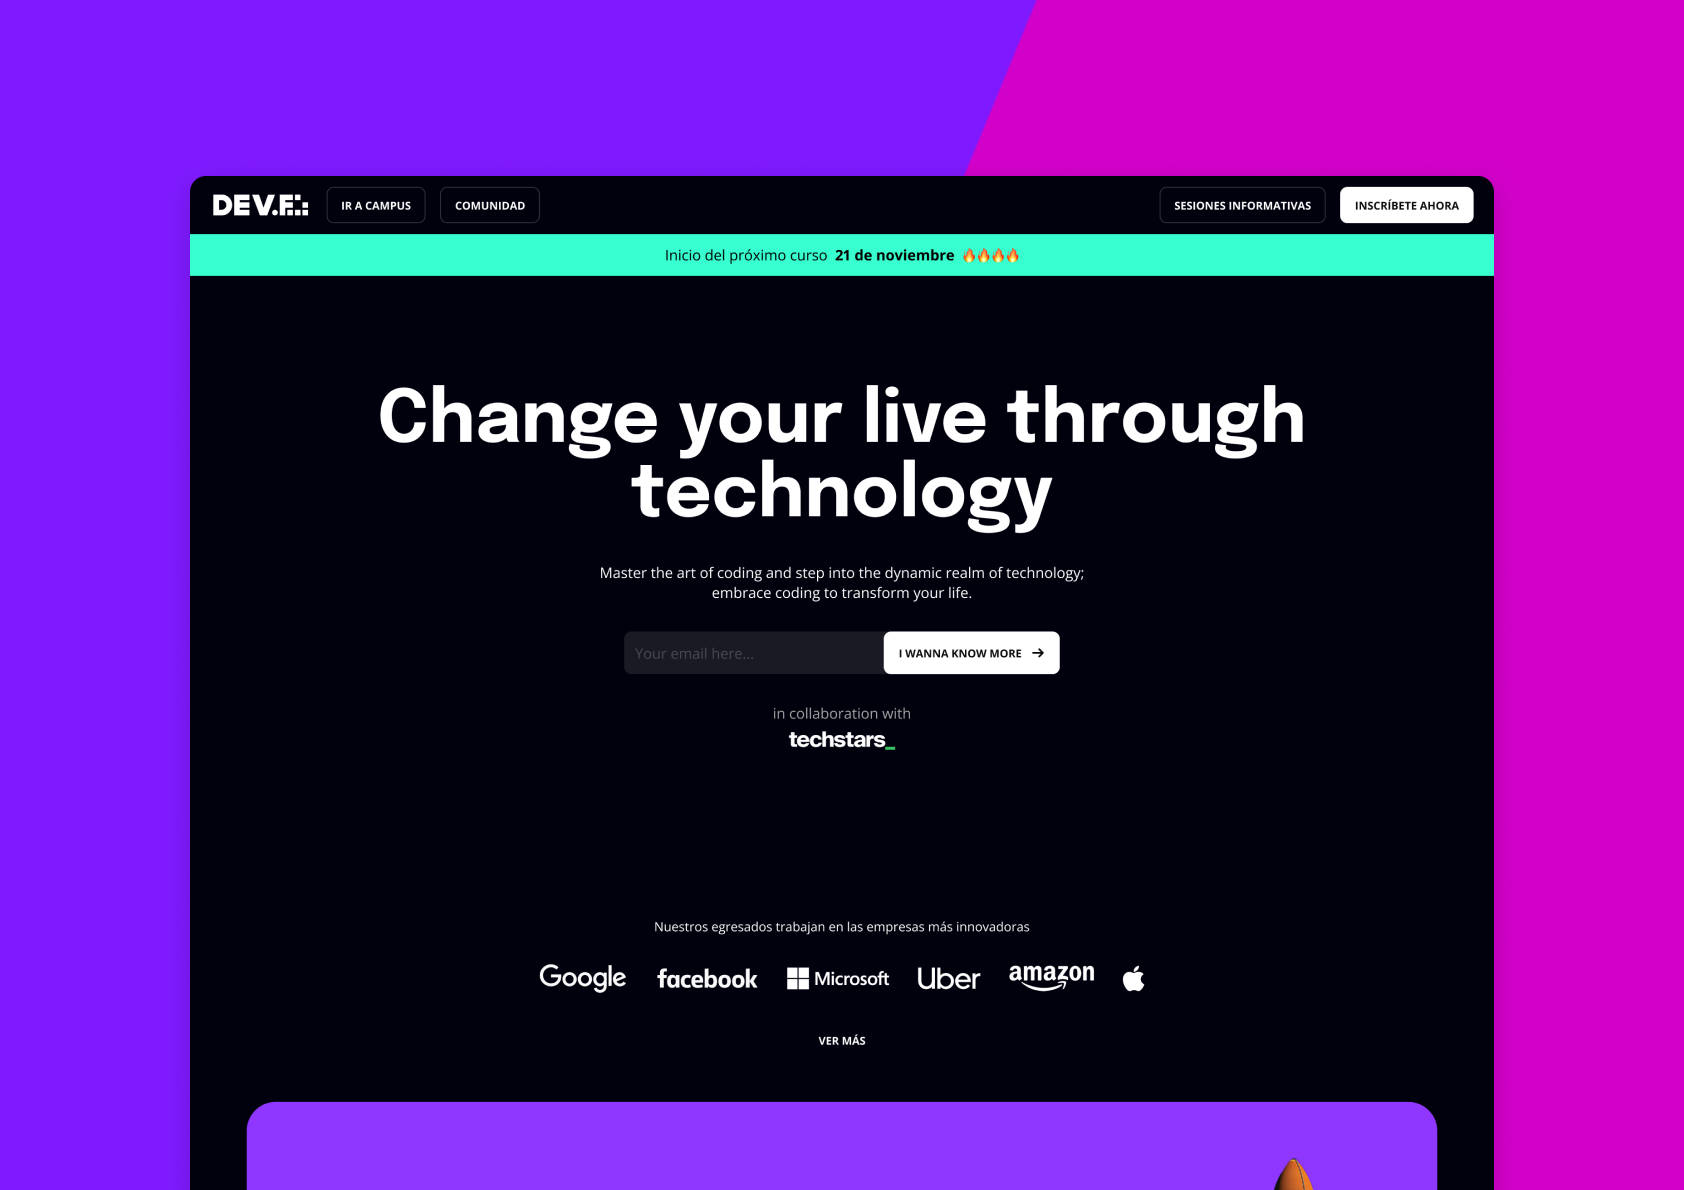 DEV.F.:
IR A CAMPUS
COMUNIDAD
SESIONES INFORMATIVAS
INSCRÍBETE AHORA
Inicio del próximo curso 21 de noviembre 🔥🔥🔥🔥
Change your live through
technology
Master the art of coding and step into the dynamic realm of technology;
embrace coding to transform your life.
Your email here...
I WANNA KNOW MORE →
in collaboration with
techstars_
Nuestros egresados trabajan en las empresas más innovadoras
Google facebook Microsoft Uber amazon
VER MÁS